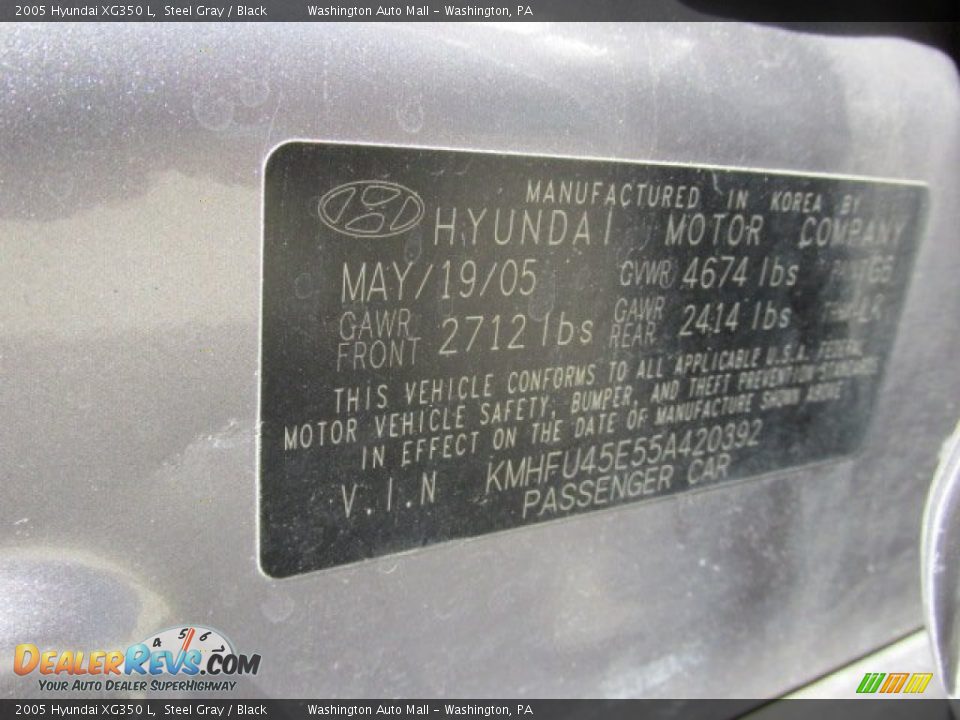 2005 Hyundai XG350 L, Steel Gray / Black Washington Auto Mall - Washington, PA
MANUFACTURED IN KOREA BY
HYUNDAI MOTOR COMPANY
MAY/19/05 GVWR 4674 lbs
GAWR FRONT 2712 lbs GAWR REAR 2414 lbs
THIS VEHICLE CONFORMS TO ALL APPLICABLE U.S.A. FEDERAL
MOTOR VEHICLE SAFETY, BUMPER, AND THEFT PREVENTION STANDARDS
IN EFFECT ON THE DATE OF MANUFACTURE SHOWN ABOVE
V.I.N KMHFU45E55A420392
PASSENGER CAR
4 5 6
DEALERREVS.COM
YOUR AUTO DEALER SUPERHIGHWAY
2005 Hyundai XG350 L, Steel Gray / Black Washington Auto Mall - Washington, PA